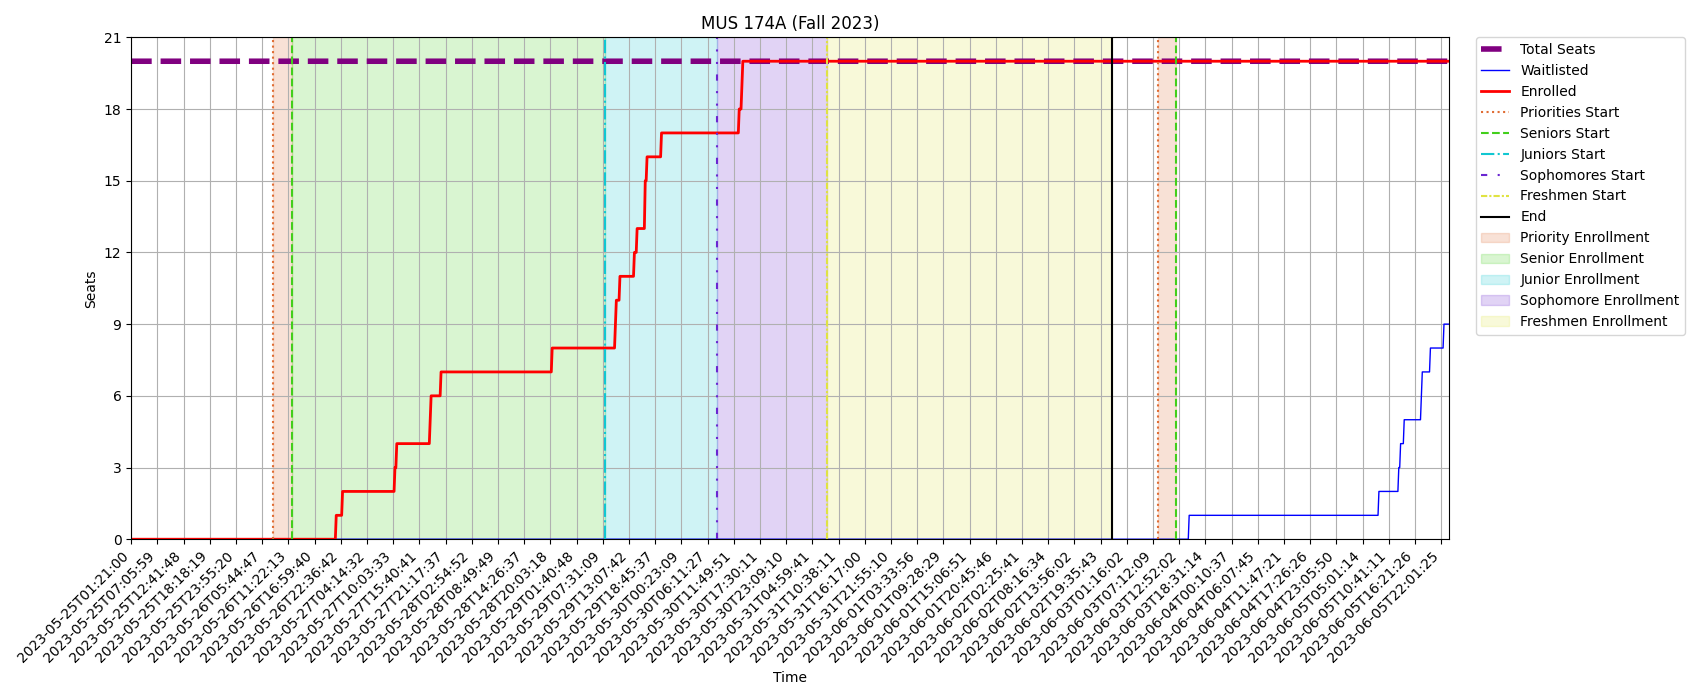 MUS 174A (Fall 2023)
21
18
15
12
9
6
3
0
Seats
2023-05-25T01:21:00
2023-05-25T07:05:59
2023-05-25T12:41:48
2023-05-25T18:18:19
2023-05-25T23:55:20
2023-05-26T05:44:47
2023-05-26T11:22:13
2023-05-26T16:59:40
2023-05-26T22:36:42
2023-05-27T04:14:32
2023-05-27T10:03:33
2023-05-27T15:40:41
2023-05-27T21:17:37
2023-05-28T02:54:52
2023-05-28T08:49:49
2023-05-28T14:26:37
2023-05-28T20:03:18
2023-05-29T01:40:48
2023-05-29T07:31:09
2023-05-29T13:07:42
2023-05-29T18:45:37
2023-05-30T00:23:09
2023-05-30T06:11:27
2023-05-30T11:49:51
2023-05-30T17:30:11
2023-05-30T23:09:10
2023-05-31T04:59:41
2023-05-31T10:38:11
2023-05-31T16:17:00
2023-05-31T21:55:10
2023-06-01T03:33:56
2023-06-01T09:28:29
2023-06-01T15:06:51
2023-06-01T20:45:46
2023-06-02T02:25:41
2023-06-02T08:16:34
2023-06-02T13:56:02
2023-06-02T19:35:43
2023-06-03T01:16:02
2023-06-03T07:12:09
2023-06-03T12:52:02
2023-06-03T18:31:14
2023-06-04T00:10:37
2023-06-04T06:07:45
2023-06-04T11:47:21
2023-06-04T17:26:26
2023-06-04T23:05:50
2023-06-05T05:01:14
2023-06-05T10:41:11
2023-06-05T16:21:26
2023-06-05T22:01:25
Time
Total Seats
Waitlisted
Enrolled
Priorities Start
Seniors Start
Juniors Start
Sophomores Start
Freshmen Start
End
Priority Enrollment
Senior Enrollment
Junior Enrollment
Sophomore Enrollment
Freshmen Enrollment